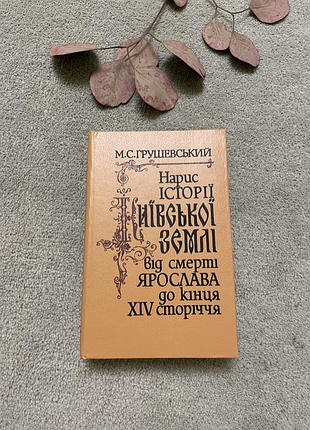 М.С.ГРУШЕВСЬКИЙ
Нарис
ІСТОРІЇ
КИЇВСЬКОЇ
ЗЕМЛІ
від смерті
ЯРОСЛАВА
до кінця
XIV сторіччя